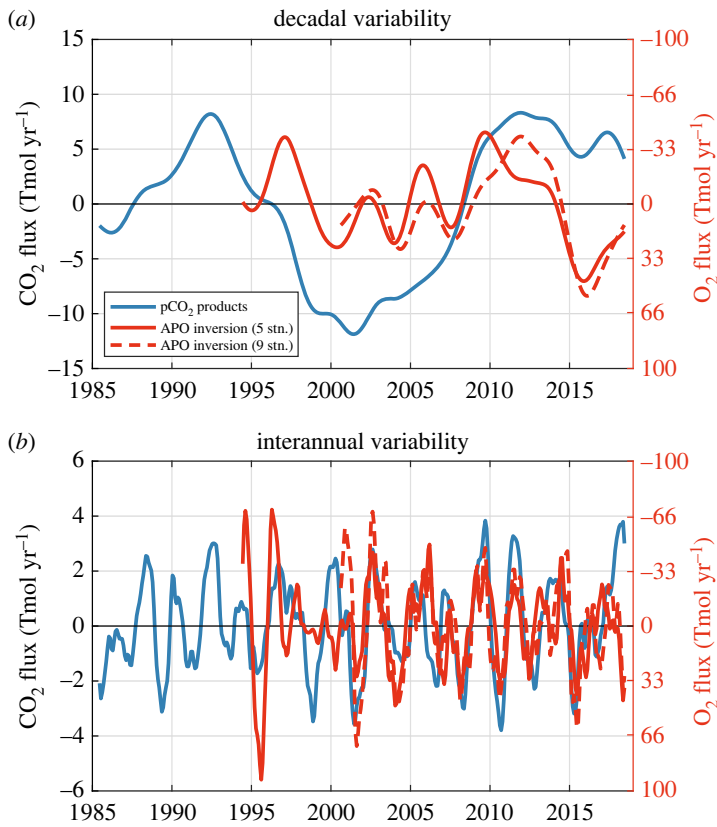 (a) decadal variability
15
10
5
0
−5
−10
−15
CO₂ flux (Tmol yr⁻¹)
−100
−66
−33
0
33
66
100
O₂ flux (Tmol yr⁻¹)
pCO₂ products
APO inversion (5 stn.)
APO inversion (9 stn.)
1985 1990 1995 2000 2005 2010 2015
(b) interannual variability
6
4
2
0
−2
−4
−6
CO₂ flux (Tmol yr⁻¹)
−100
−66
−33
0
33
66
100
O₂ flux (Tmol yr⁻¹)
1985 1990 1995 2000 2005 2010 2015